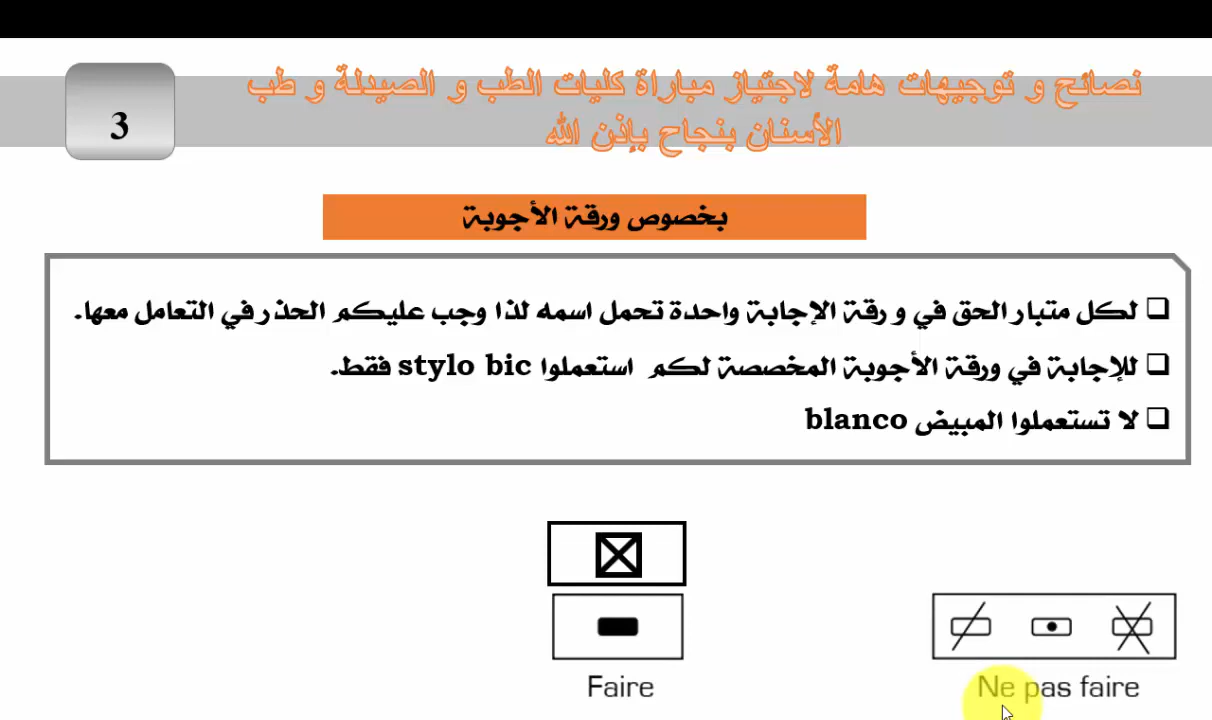 3
نصائح و توجيهات هامة لاجتياز مباراة كليات الطب و الصيدلة و طب
الأسنان بنجاح بإذن الله
بخصوص ورقة الأجوبة
❑ لكل متبار الحق في و رقة الإجابة واحدة تحمل اسمه لذا وجب عليكم الحذر في التعامل معها.
❑ للإجابة في ورقة الأجوبة المخصصة لكم استعملوا stylo bic فقط.
❑ لا تستعملوا المبيض blanco
Faire
Ne pas faire